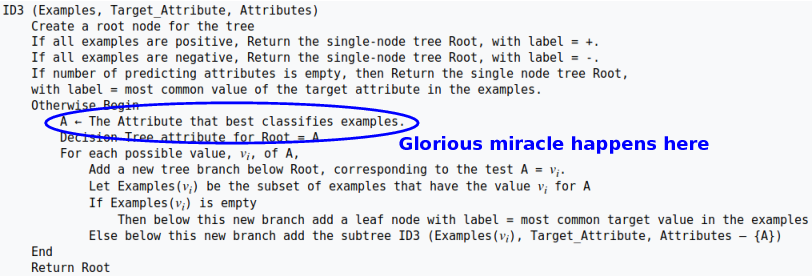 ID3 (Examples, Target_Attribute, Attributes)
Create a root node for the tree
If all examples are positive, Return the single-node tree Root, with label = +.
If all examples are negative, Return the single-node tree Root, with label = -.
If number of predicting attributes is empty, then Return the single node tree Root,
with label = most common value of the target attribute in the examples.
Otherwise Begin
A ← The Attribute that best classifies examples.
Decision Tree attribute for Root = A.
Glorious miracle happens here
For each possible value, vᵢ, of A,
Add a new tree branch below Root, corresponding to the test A = vᵢ.
Let Examples(vᵢ) be the subset of examples that have the value vᵢ for A
If Examples(vᵢ) is empty
Then below this new branch add a leaf node with label = most common target value in the examples
Else below this new branch add the subtree ID3 (Examples(vᵢ), Target_Attribute, Attributes – {A})
End
Return Root